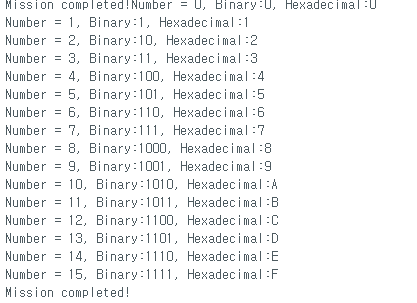 Mission completed!Number = 0, Binary:0, Hexadecimal:0
Number = 1, Binary:1, Hexadecimal:1
Number = 2, Binary:10, Hexadecimal:2
Number = 3, Binary:11, Hexadecimal:3
Number = 4, Binary:100, Hexadecimal:4
Number = 5, Binary:101, Hexadecimal:5
Number = 6, Binary:110, Hexadecimal:6
Number = 7, Binary:111, Hexadecimal:7
Number = 8, Binary:1000, Hexadecimal:8
Number = 9, Binary:1001, Hexadecimal:9
Number = 10, Binary:1010, Hexadecimal:A
Number = 11, Binary:1011, Hexadecimal:B
Number = 12, Binary:1100, Hexadecimal:C
Number = 13, Binary:1101, Hexadecimal:D
Number = 14, Binary:1110, Hexadecimal:E
Number = 15, Binary:1111, Hexadecimal:F
Mission completed!